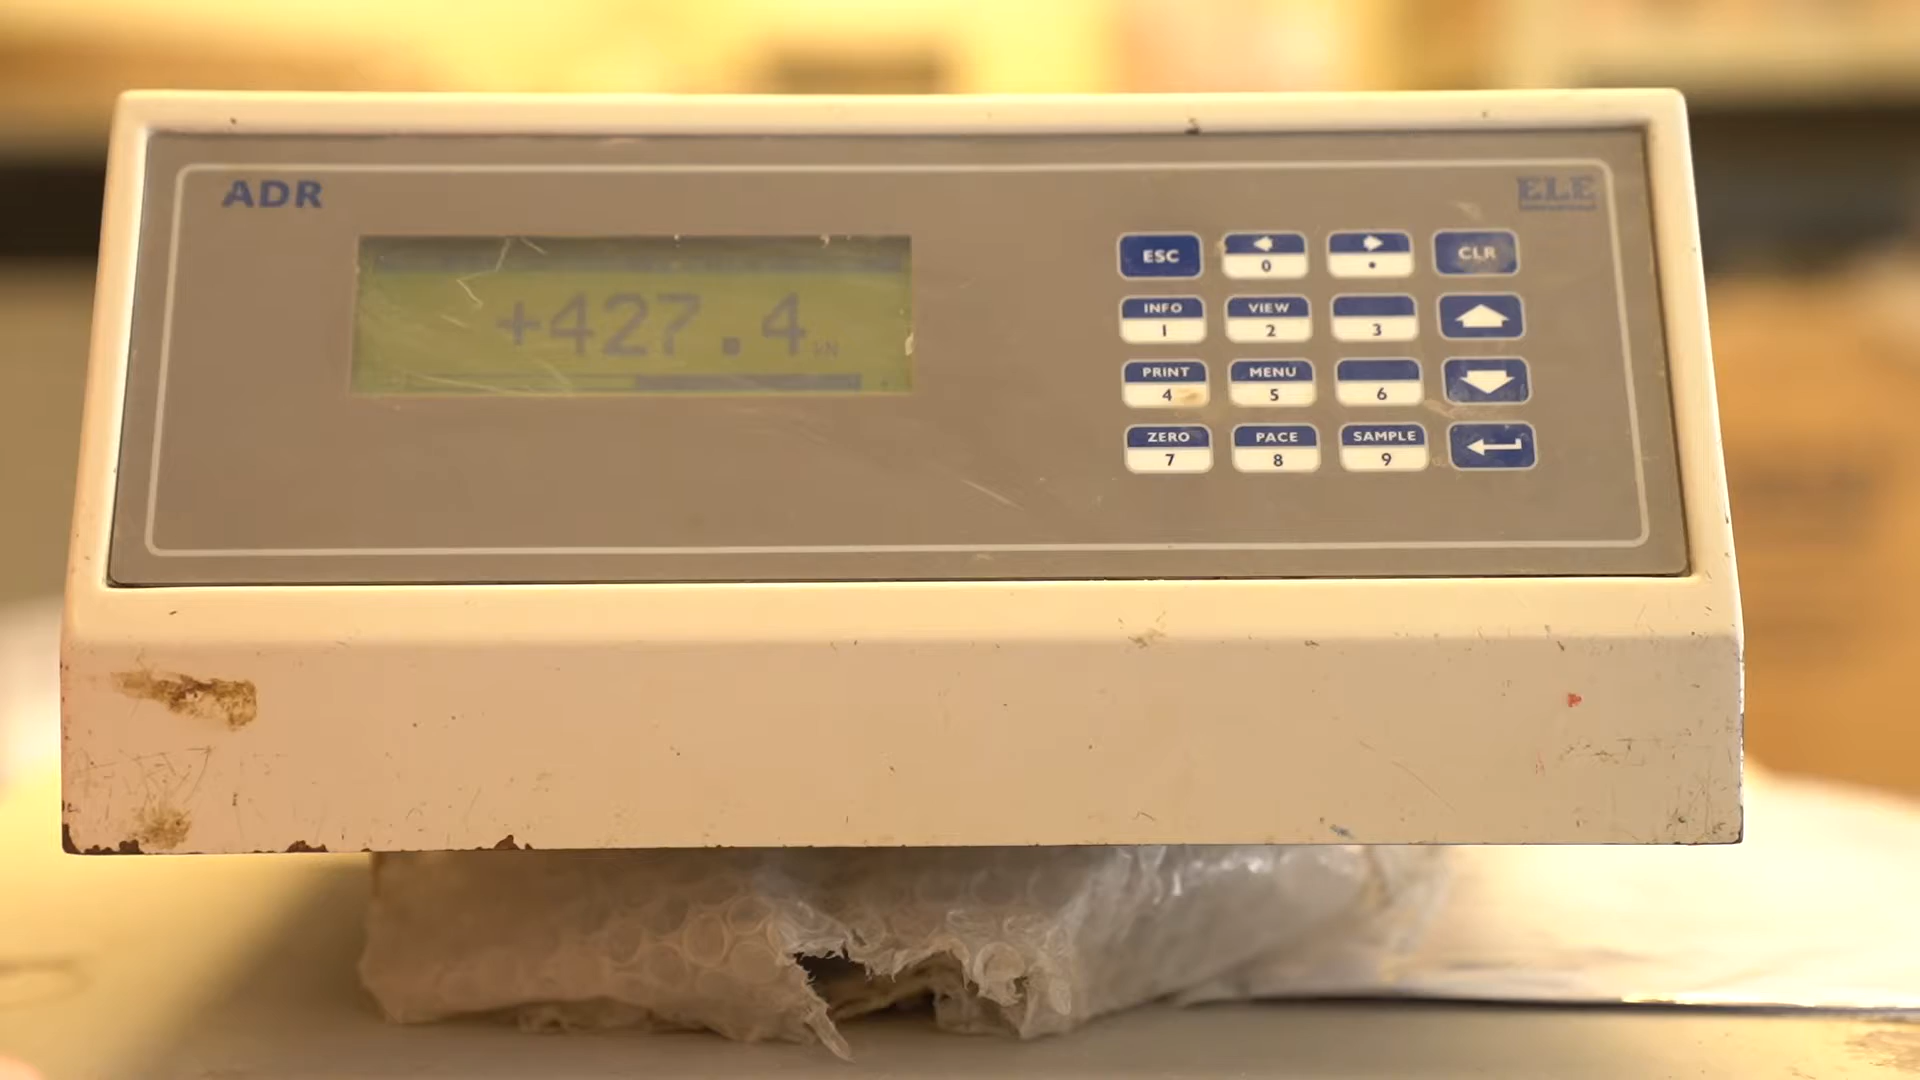 ADR
ELE
+427.4 kN
ESC 0 . CLR
INFO 1 VIEW 2 3
PRINT 4 MENU 5 6
ZERO 7 PACE 8 SAMPLE 9